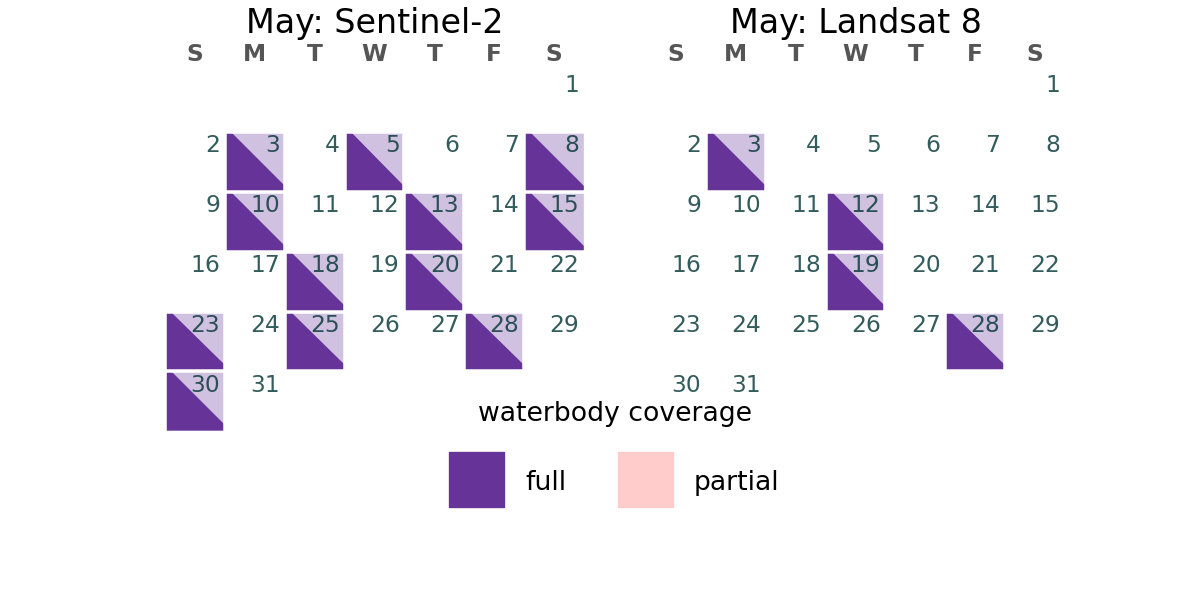 May: Sentinel-2
S M T W T F S
1
2 3 4 5 6 7 8
9 10 11 12 13 14 15
16 17 18 19 20 21 22
23 24 25 26 27 28 29
30 31
May: Landsat 8
S M T W T F S
1
2 3 4 5 6 7 8
9 10 11 12 13 14 15
16 17 18 19 20 21 22
23 24 25 26 27 28 29
30 31
waterbody coverage
full partial